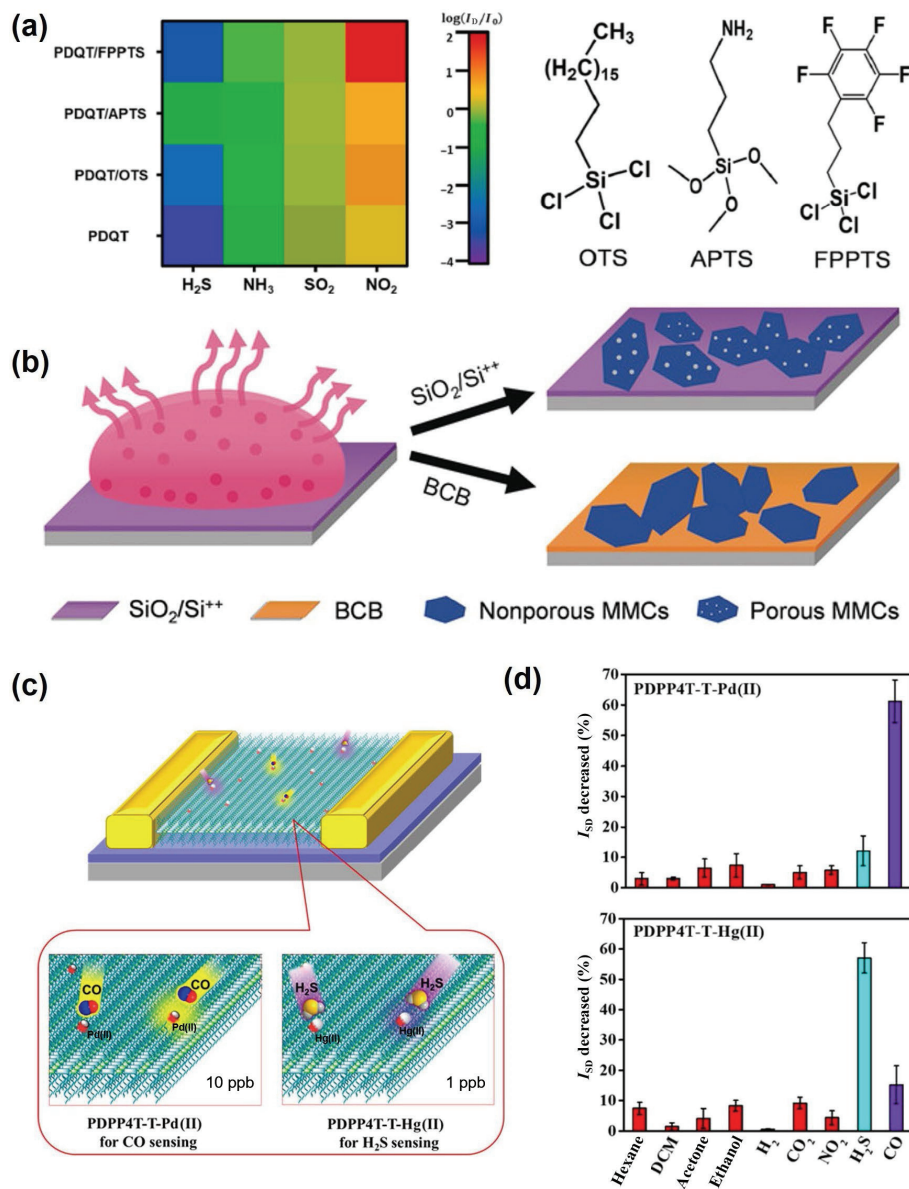 (a)
log(I_D/I_0)
PDQT/FPPTS
PDQT/APTS
PDQT/OTS
PDQT
H₂S NH₃ SO₂ NO₂
2
1
0
−1
−2
−3
−4
CH₃
(H₂C)₁₅
Si
Cl
Cl
Cl
OTS
NH₂
Si
O
O
O
APTS
F
F
F
F
F
Si
Cl
Cl
Cl
FPPTS
(b)
SiO₂/Si⁺⁺
BCB
SiO₂/Si⁺⁺ BCB Nonporous MMCs Porous MMCs
(c)
CO
Pd(II)
CO
Pd(II)
10 ppb
H₂S
Hg(II)
H₂S
Hg(II)
1 ppb
PDPP4T-T-Pd(II)
for CO sensing
PDPP4T-T-Hg(II)
for H₂S sensing
(d)
PDPP4T-T-Pd(II)
I_SD decreased (%)
70
60
50
40
30
20
10
0
PDPP4T-T-Hg(II)
I_SD decreased (%)
70
60
50
40
30
20
10
0
Hexane
DCM
Acetone
Ethanol
H₂
CO₂
NO₂
H₂S
CO